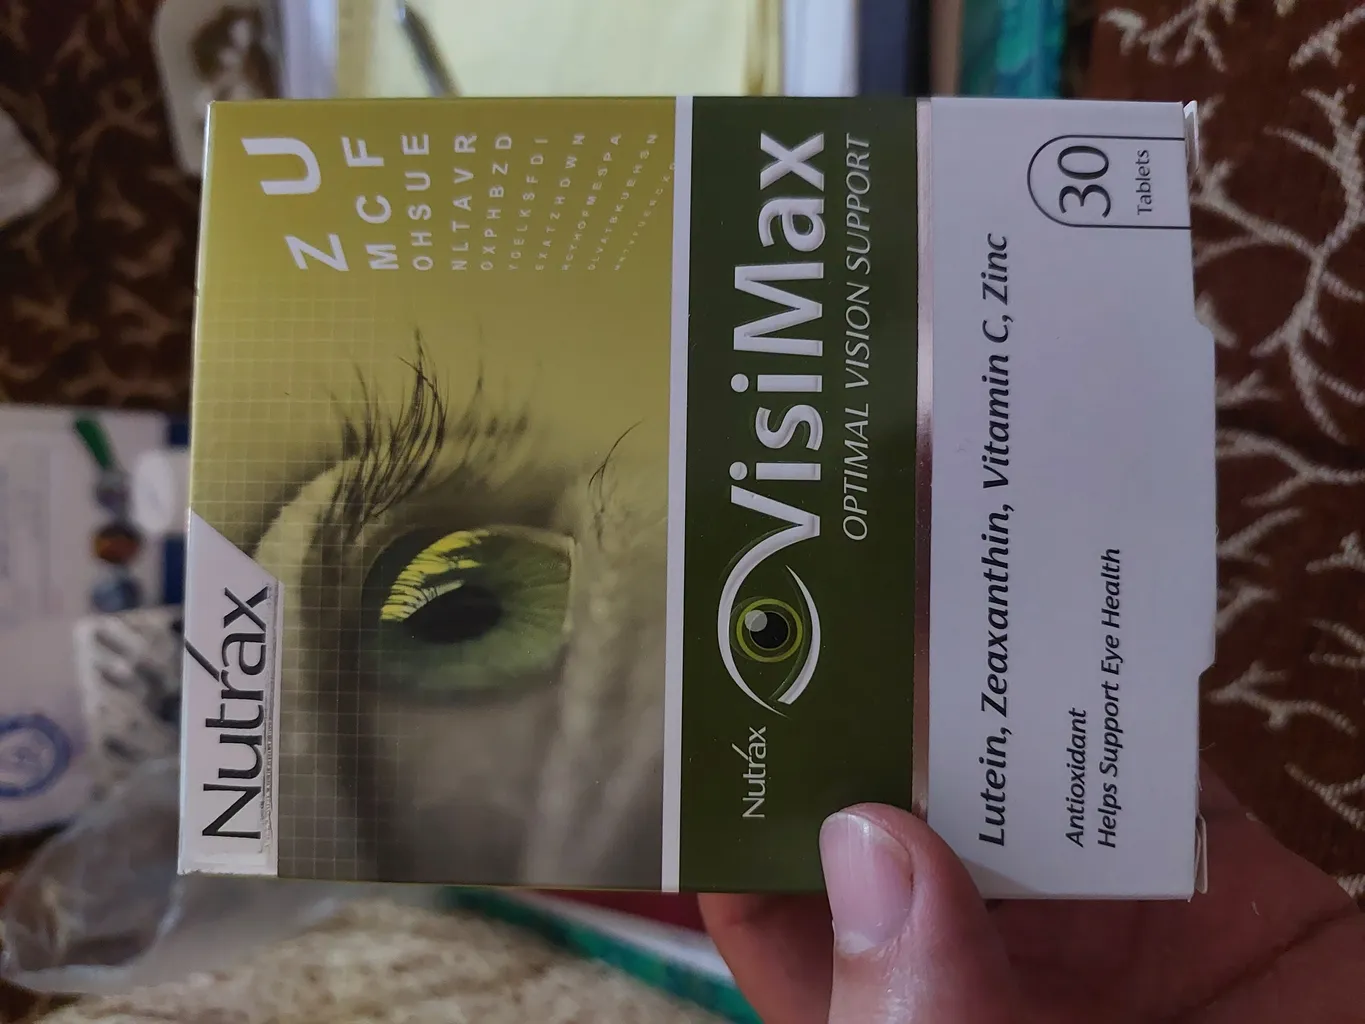 Nutrax
Z U
M C F
O H S U E
N L T A V R
O X P H B Z D
Nutrax
VisiMax
OPTIMAL VISION SUPPORT
Lutein, Zeaxanthin, Vitamin C, Zinc
Antioxidant
Helps Support Eye Health
30
Tablets